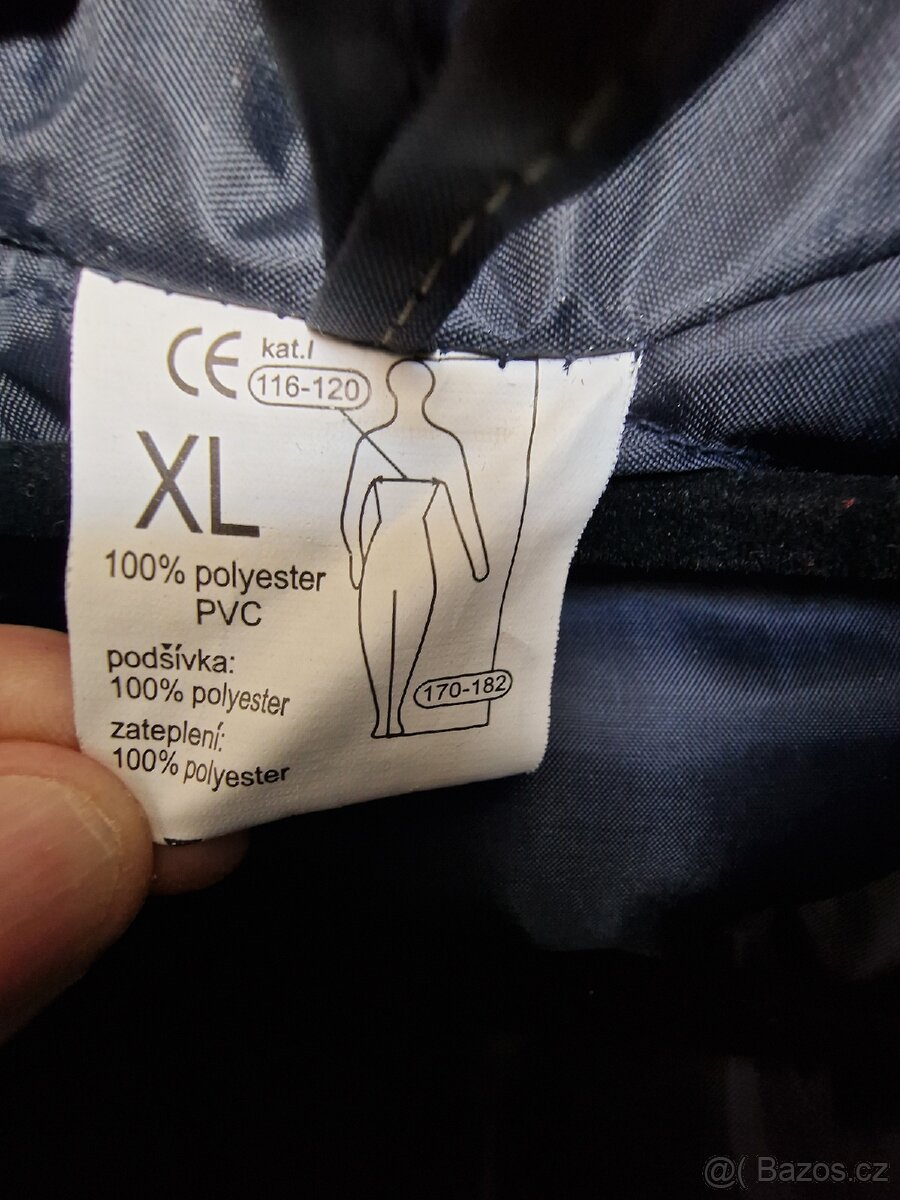 CE kat.I
116-120
XL
100% polyester
PVC
podšívka:
100% polyester
170-182
zateplení:
100% polyester
@( Bazos.cz